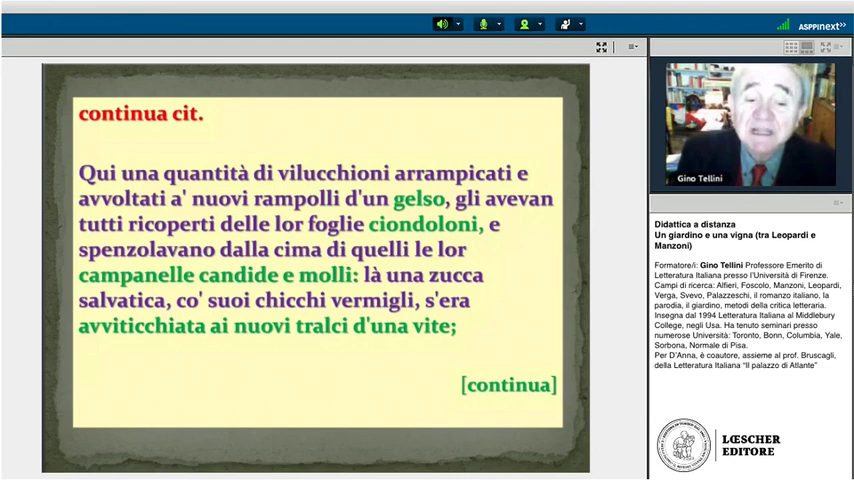 ASPPInext>>
continua cit.
Qui una quantità di vilucchioni arrampicati e
avvoltati a' nuovi rampolli d'un gelso, gli avevan
tutti ricoperti delle lor foglie ciondoloni, e
spenzolavano dalla cima di quelli le lor
campanelle candide e molli: là una zucca
salvatica, co' suoi chicchi vermigli, s'era
avviticchiata ai nuovi tralci d'una vite;
[continua]
Gino Tellini
Didattica a distanza
Un giardino e una vigna (tra Leopardi e
Manzoni)
Formatore/i: Gino Tellini Professore Emerito di
Letteratura Italiana presso l'Università di Firenze.
Campi di ricerca: Alfieri, Foscolo, Manzoni, Leopardi,
Verga, Svevo, Palazzeschi, il romanzo italiano, la
parodia, il giardino, metodi della critica letteraria.
Insegna dal 1994 Letteratura Italiana al Middlebury
College, negli Usa. Ha tenuto seminari presso
numerose Università: Toronto, Bonn, Columbia, Yale,
Sorbona, Normale di Pisa.
Per D'Anna, è coautore, assieme al prof. Bruscagli,
della Letteratura Italiana "Il palazzo di Atlante"
LŒSCHER
EDITORE